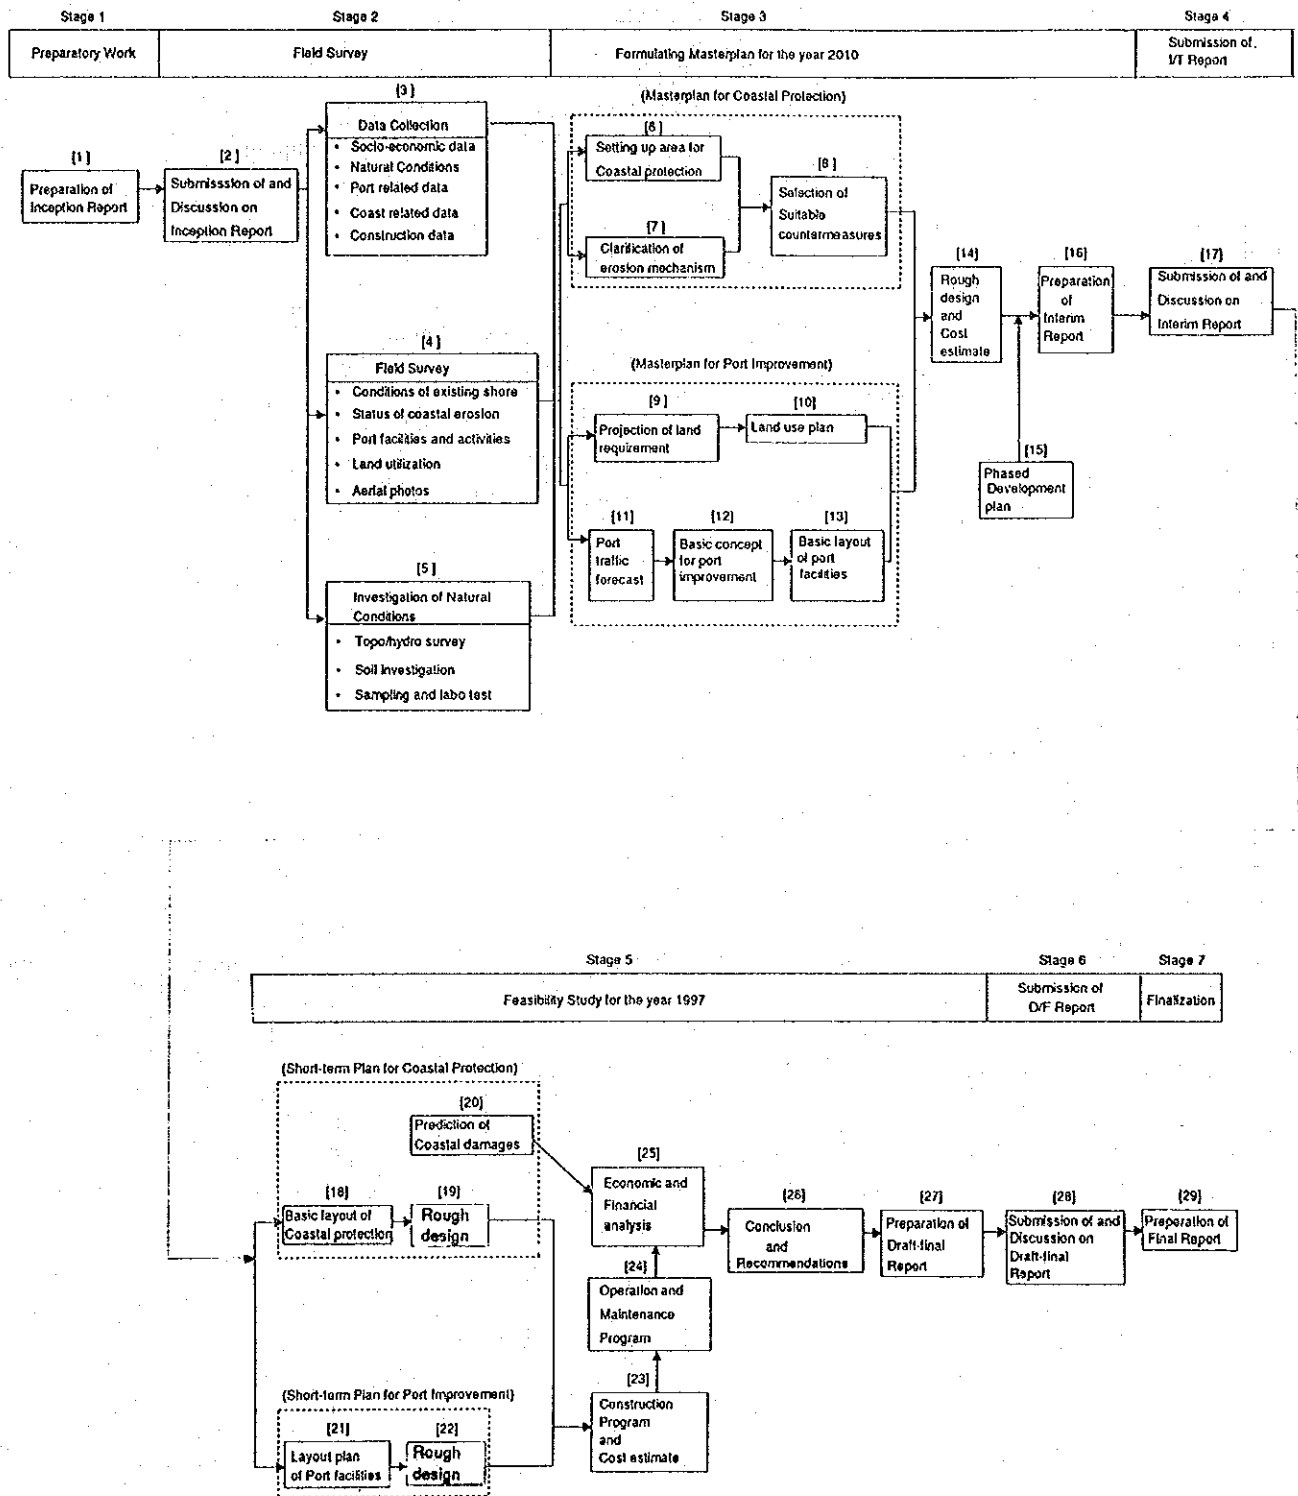 Stage 1
Stage 2
Stage 3
Stage 4
Preparatory Work
Field Survey
Formulating Masterplan for the year 2010
Submission of
I/T Report
[1]
Preparation of
Inception Report
[2]
Submisssion of and
Discussion on
Inception Report
[3]
Data Collection
• Socio-economic data
• Natural Conditions
• Port related data
• Coast related data
• Construction data
[4]
Field Survey
• Conditions of existing shore
• Status of coastal erosion
• Port facilities and activities
• Land utilization
• Aerial photos
[5]
Investigation of Natural
Conditions
• Topo/hydro survey
• Soil Investigation
• Sampling and labo test
(Masterplan for Coastal Protection)
[6]
Setting up area for
Coastal protection
[7]
Clarification of
erosion mechanism
[8]
Selection of
Suitable
countermeasures
(Masterplan for Port Improvement)
[9]
Projection of land
requirement
[10]
Land use plan
[11]
Port
traffic
forecast
[12]
Basic concept
for port
improvement
[13]
Basic layout
of port
facilities
[14]
Rough
design
and
Cost
estimate
[15]
Phased
Development
plan
[16]
Preparation
of
Interim
Report
[17]
Submission of and
Discussion on
Interim Report
Stage 5
Stage 6
Stage 7
Feasibility Study for the year 1997
Submission of
D/F Report
Finalization
(Short-term Plan for Coastal Protection)
[20]
Prediction of
Coastal damages
[18]
Basic layout of
Coastal protection
[19]
Rough
design
(Short-term Plan for Port Improvement)
[21]
Layout plan
of Port facilities
[22]
Rough
design
[25]
Economic and
Financial
analysis
[24]
Operation and
Maintenance
Program
[23]
Construction
Program
and
Cost estimate
[26]
Conclusion
and
Recommendations
[27]
Preparation of
Draft-final
Report
[28]
Submission of and
Discussion on
Draft-final
Report
[29]
Preparation of
Final Report